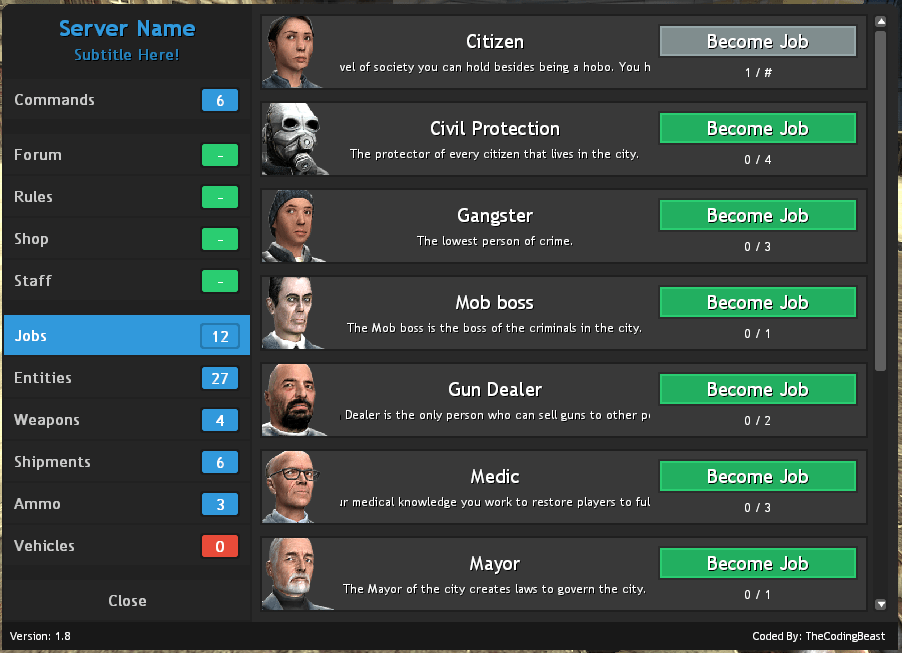 Server Name
Subtitle Here!
Commands 6
Forum -
Rules -
Shop -
Staff -
Jobs 12
Entities 27
Weapons 4
Shipments 6
Ammo 3
Vehicles 0
Close
Citizen
vel of society you can hold besides being a hobo. You h
Become Job
1 / #
Civil Protection
The protector of every citizen that lives in the city.
Become Job
0 / 4
Gangster
The lowest person of crime.
Become Job
0 / 3
Mob boss
The Mob boss is the boss of the criminals in the city.
Become Job
0 / 1
Gun Dealer
Dealer is the only person who can sell guns to other p
Become Job
0 / 2
Medic
ur medical knowledge you work to restore players to ful
Become Job
0 / 3
Mayor
The Mayor of the city creates laws to govern the city.
Become Job
0 / 1
Version: 1.8
Coded By: TheCodingBeast